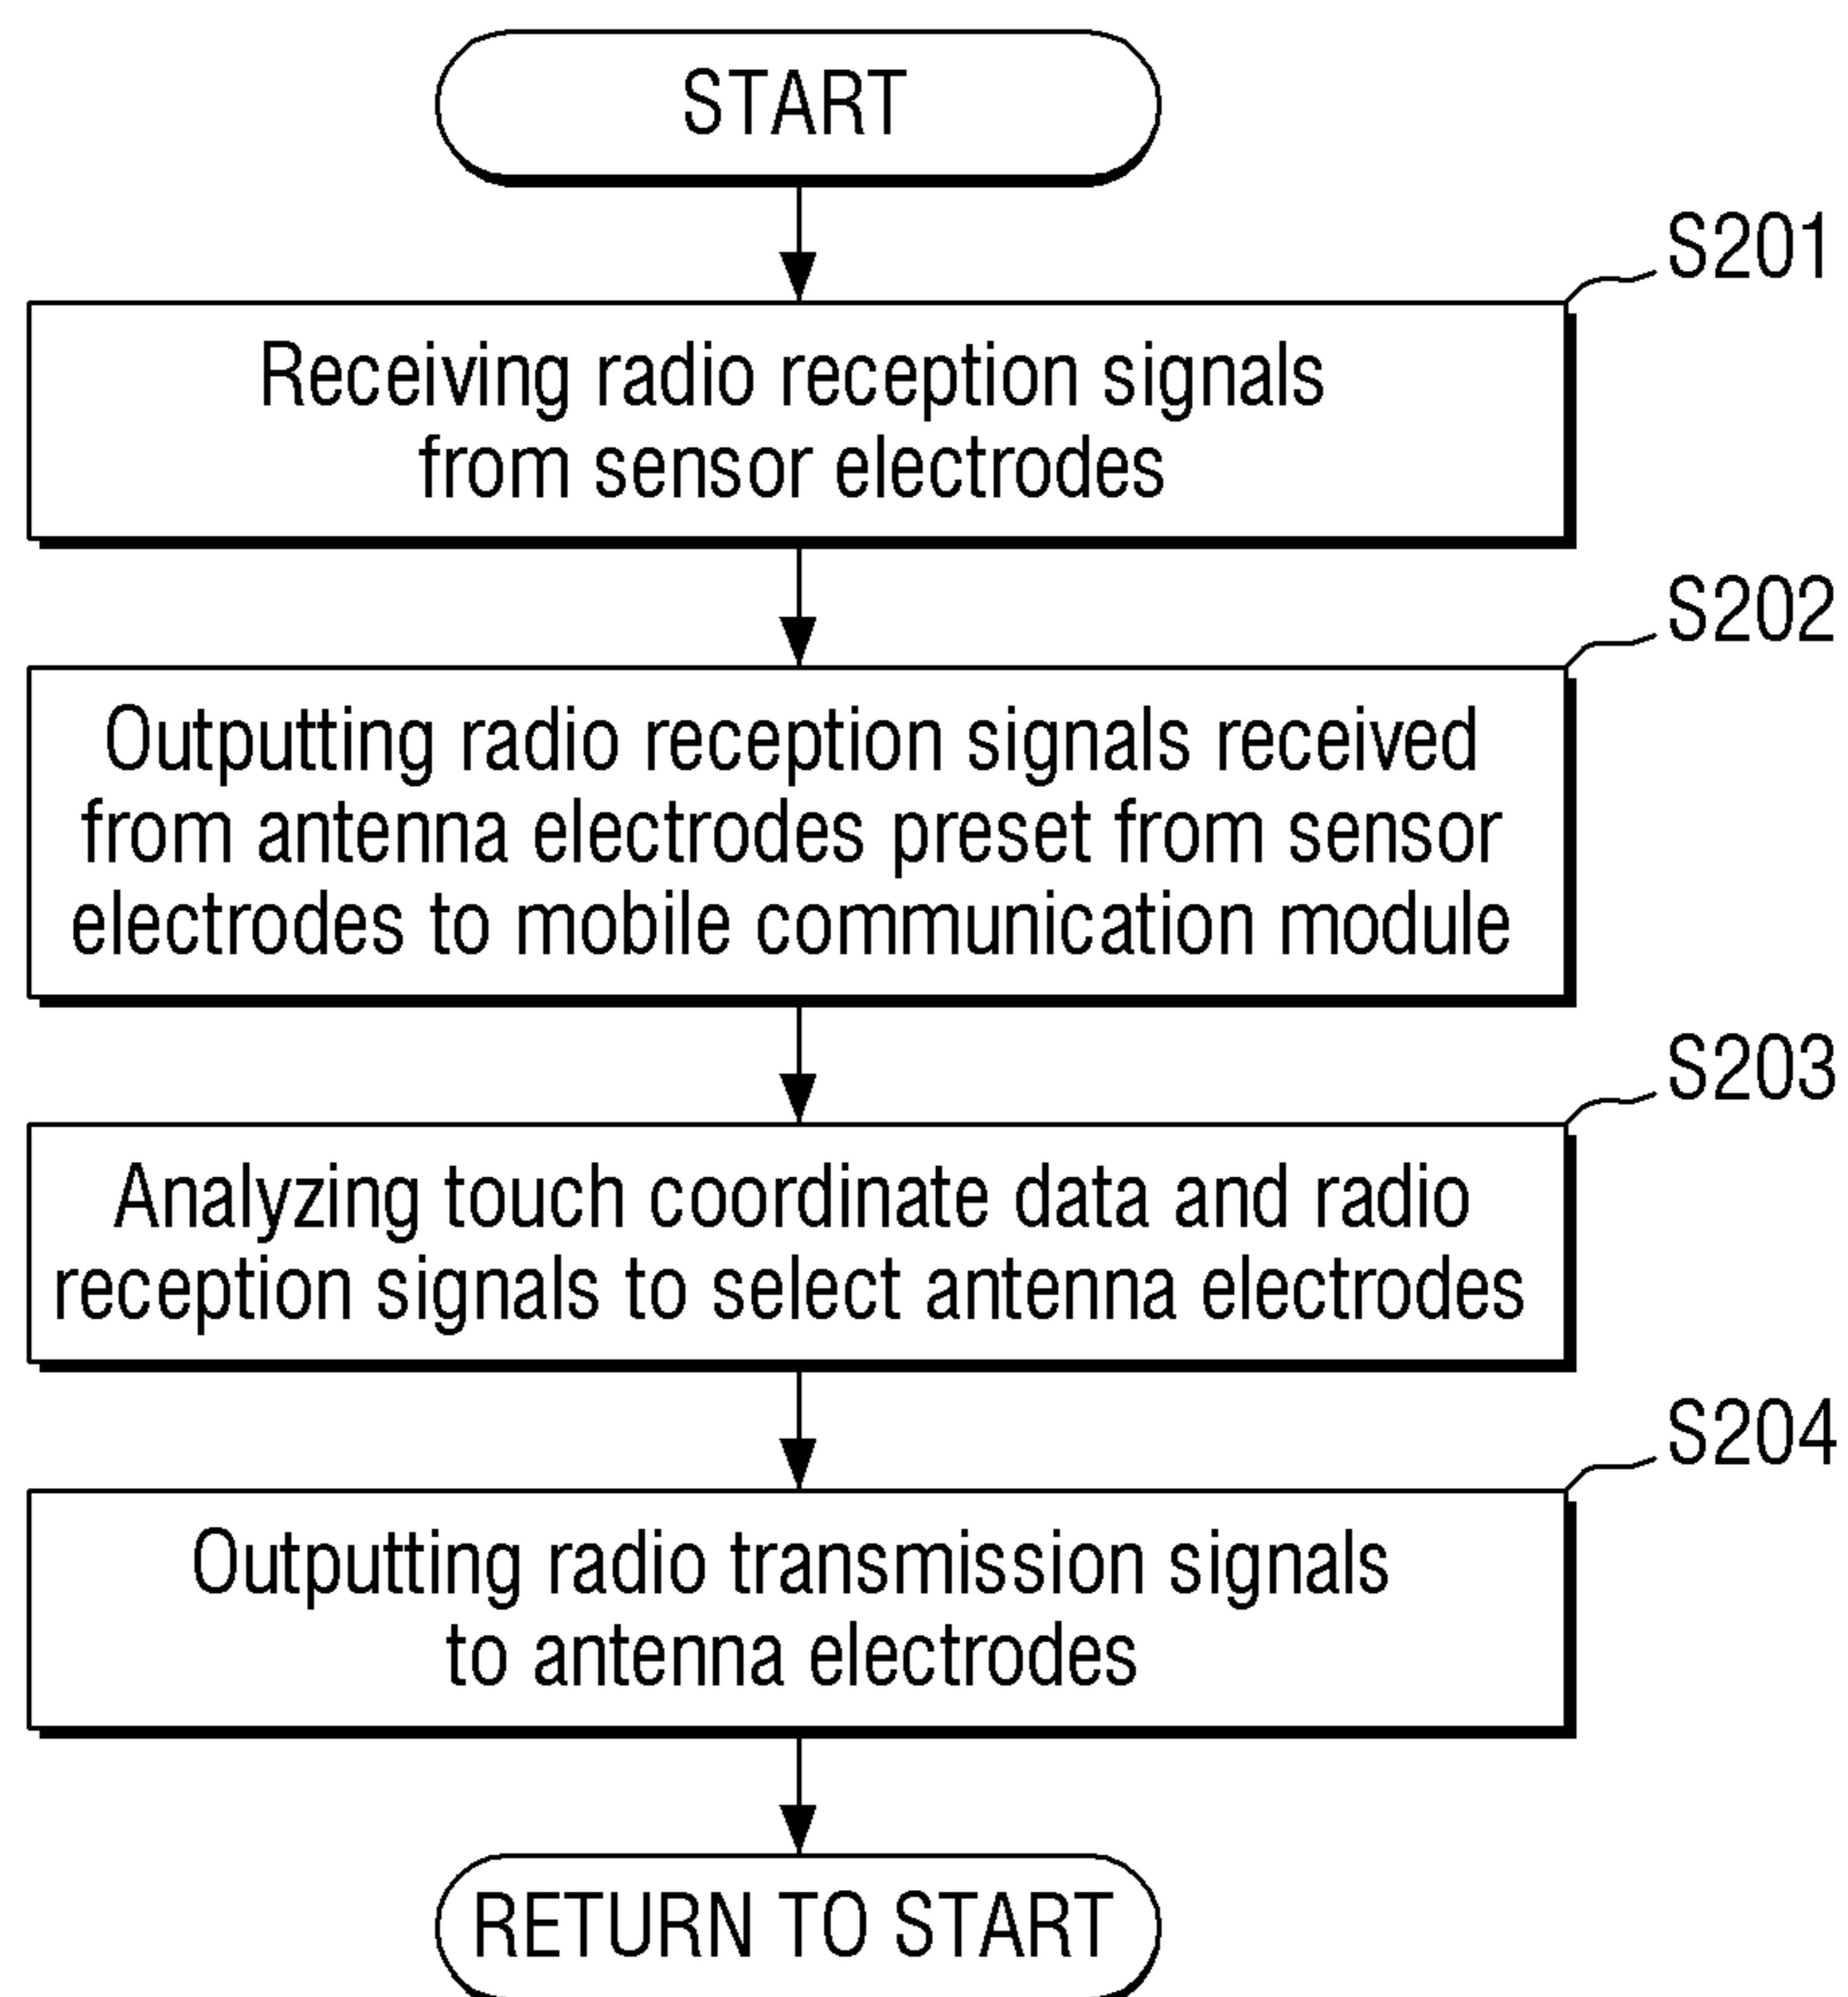 START
S201
Receiving radio reception signals
from sensor electrodes
S202
Outputting radio reception signals received
from antenna electrodes preset from sensor
electrodes to mobile communication module
S203
Analyzing touch coordinate data and radio
reception signals to select antenna electrodes
S204
Outputting radio transmission signals
to antenna electrodes
RETURN TO START